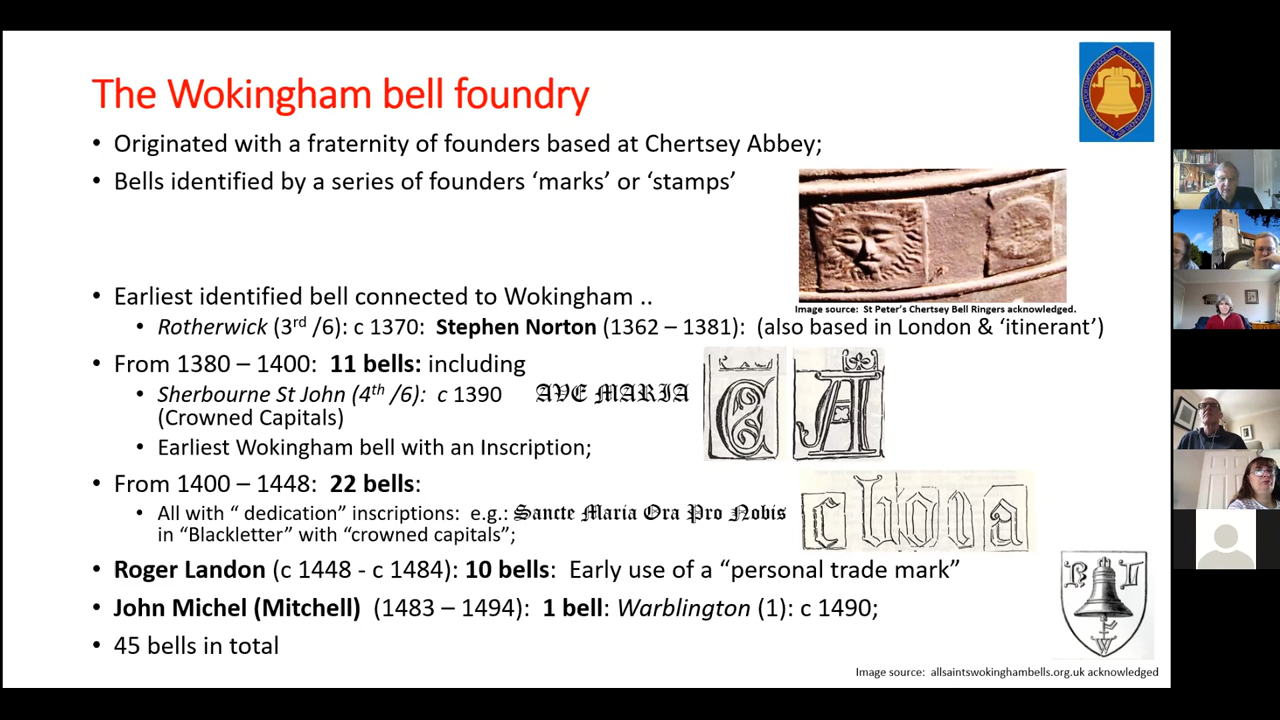 The Wokingham bell foundry
• Originated with a fraternity of founders based at Chertsey Abbey;
• Bells identified by a series of founders ‘marks’ or ‘stamps’
• Earliest identified bell connected to Wokingham ..
Image source: St Peter’s Chertsey Bell Ringers acknowledged.
• Rotherwick (3rd /6): c 1370: Stephen Norton (1362 – 1381): (also based in London & ‘itinerant’)
• From 1380 – 1400: 11 bells: including
• Sherbourne St John (4th /6): c 1390 AVE MARIA
(Crowned Capitals)
• Earliest Wokingham bell with an Inscription;
• From 1400 – 1448: 22 bells:
• All with “ dedication” inscriptions: e.g.: Sancte Maria Ora Pro Nobis
in “Blackletter” with “crowned capitals”;
• Roger Landon (c 1448 - c 1484): 10 bells: Early use of a “personal trade mark”
• John Michel (Mitchell) (1483 – 1494): 1 bell: Warblington (1): c 1490;
• 45 bells in total
Image source: allsaintswokinghambells.org.uk acknowledged